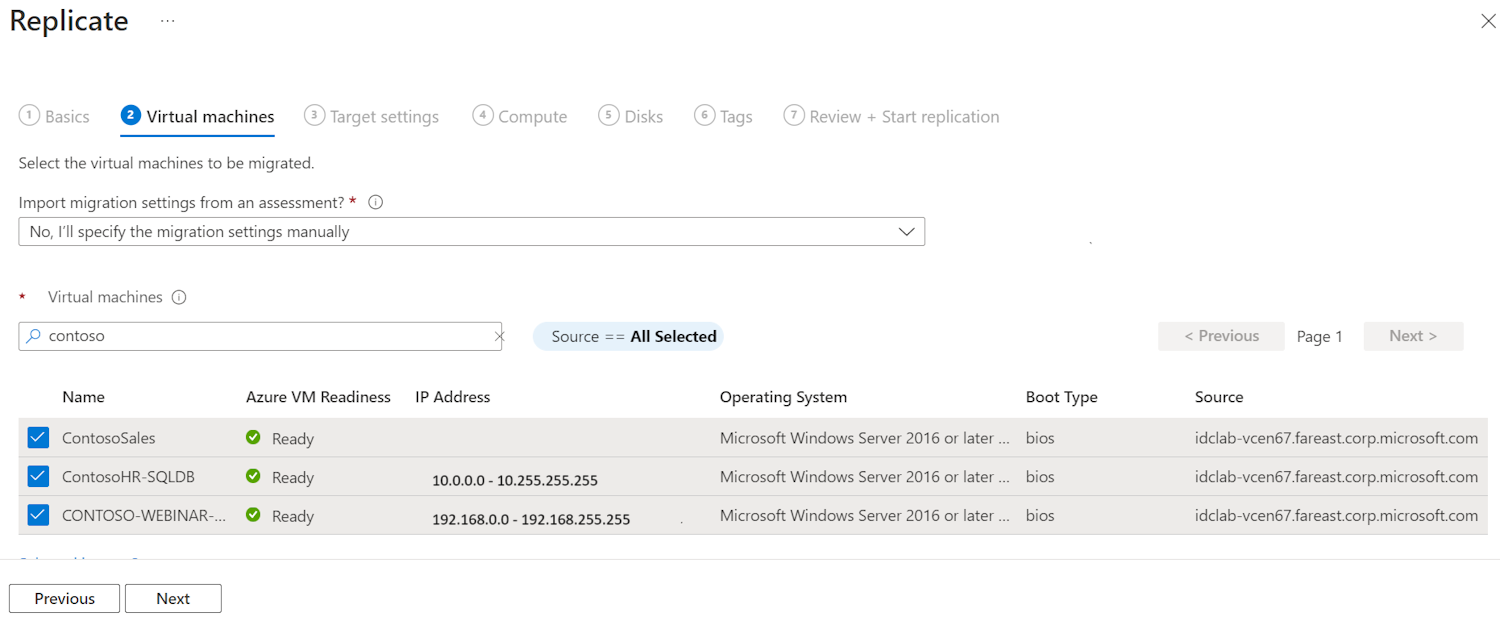 Replicate ...
1 Basics 2 Virtual machines 3 Target settings 4 Compute 5 Disks 6 Tags 7 Review + Start replication
Select the virtual machines to be migrated.
Import migration settings from an assessment? *
No, I'll specify the migration settings manually
* Virtual machines
contoso Source == All Selected < Previous Page 1 Next >
Name Azure VM Readiness IP Address Operating System Boot Type Source
ContosoSales Ready Microsoft Windows Server 2016 or later ... bios idclab-vcen67.fareast.corp.microsoft.com
ContosoHR-SQLDB Ready 10.0.0.0 - 10.255.255.255 Microsoft Windows Server 2016 or later ... bios idclab-vcen67.fareast.corp.microsoft.com
CONTOSO-WEBINAR-... Ready 192.168.0.0 - 192.168.255.255 Microsoft Windows Server 2016 or later ... bios idclab-vcen67.fareast.corp.microsoft.com
Previous Next